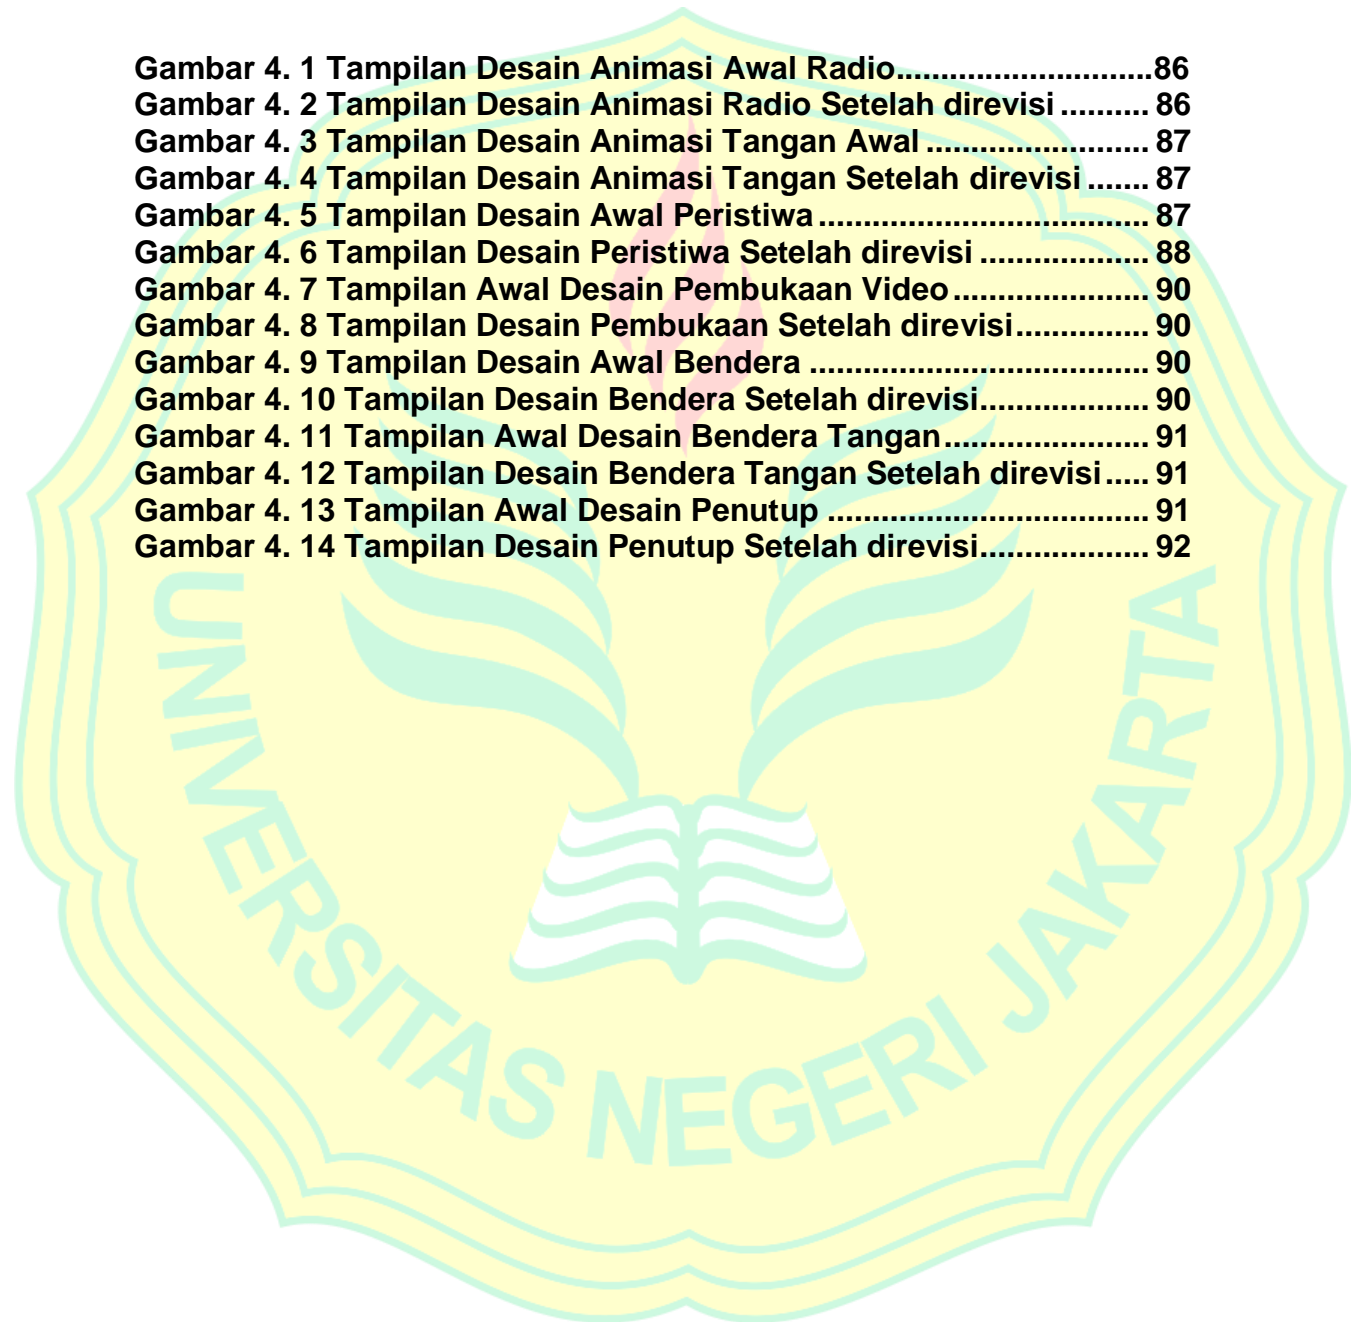 Gambar 4. 1 Tampilan Desain Animasi Awal Radio.............................86
Gambar 4. 2 Tampilan Desain Animasi Radio Setelah direvisi .......... 86
Gambar 4. 3 Tampilan Desain Animasi Tangan Awal ....................... 87
Gambar 4. 4 Tampilan Desain Animasi Tangan Setelah direvisi ....... 87
Gambar 4. 5 Tampilan Desain Awal Peristiwa .................................. 87
Gambar 4. 6 Tampilan Desain Peristiwa Setelah direvisi ................... 88
Gambar 4. 7 Tampilan Awal Desain Pembukaan Video ..................... 90
Gambar 4. 8 Tampilan Desain Pembukaan Setelah direvisi ............... 90
Gambar 4. 9 Tampilan Desain Awal Bendera ................................... 90
Gambar 4. 10 Tampilan Desain Bendera Setelah direvisi .................. 90
Gambar 4. 11 Tampilan Awal Desain Bendera Tangan ...................... 91
Gambar 4. 12 Tampilan Desain Bendera Tangan Setelah direvisi ..... 91
Gambar 4. 13 Tampilan Awal Desain Penutup ................................. 91
Gambar 4. 14 Tampilan Desain Penutup Setelah direvisi ................... 92
UNIVERSITAS NEGERI JAKARTA